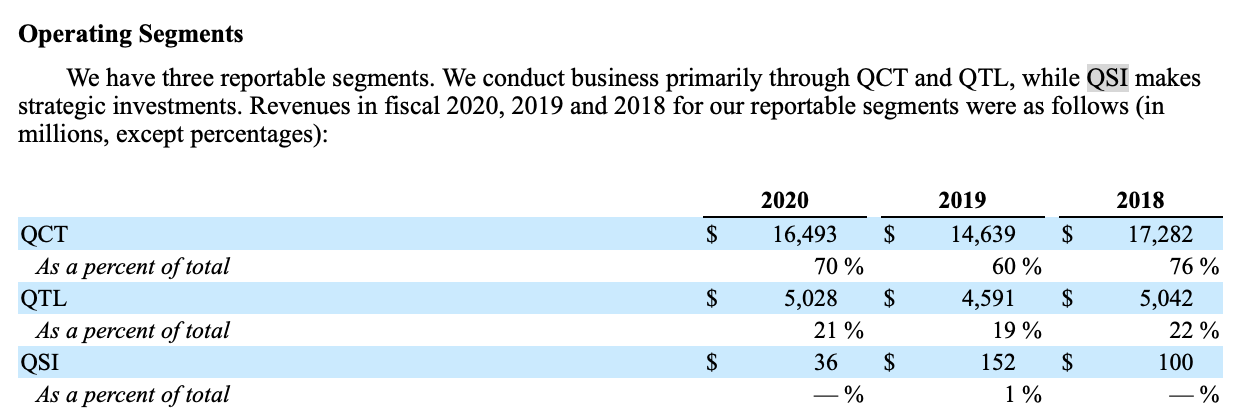 Operating Segments
We have three reportable segments. We conduct business primarily through QCT and QTL, while QSI makes
strategic investments. Revenues in fiscal 2020, 2019 and 2018 for our reportable segments were as follows (in
millions, except percentages):
2020 2019 2018
QCT $ 16,493 $ 14,639 $ 17,282
As a percent of total 70 % 60 % 76 %
QTL $ 5,028 $ 4,591 $ 5,042
As a percent of total 21 % 19 % 22 %
QSI $ 36 $ 152 $ 100
As a percent of total — % 1 % — %